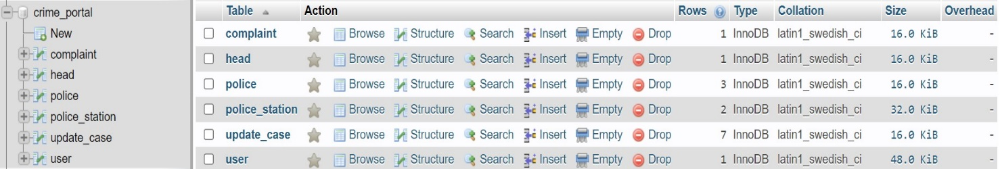 crime_portal
New
complaint
head
police
police_station
update_case
user
Table Action Rows Type Collation Size Overhead
complaint Browse Structure Search Insert Empty Drop 1 InnoDB latin1_swedish_ci 16.0 KiB -
head Browse Structure Search Insert Empty Drop 1 InnoDB latin1_swedish_ci 16.0 KiB -
police Browse Structure Search Insert Empty Drop 3 InnoDB latin1_swedish_ci 16.0 KiB -
police_station Browse Structure Search Insert Empty Drop 2 InnoDB latin1_swedish_ci 32.0 KiB -
update_case Browse Structure Search Insert Empty Drop 7 InnoDB latin1_swedish_ci 16.0 KiB -
user Browse Structure Search Insert Empty Drop 1 InnoDB latin1_swedish_ci 48.0 KiB -